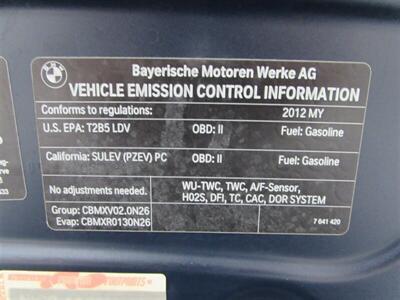 BMW
Bayerische Motoren Werke AG
VEHICLE EMISSION CONTROL INFORMATION
Conforms to regulations: 2012 MY
U.S. EPA: T2B5 LDV OBD: II Fuel: Gasoline
California: SULEV (PZEV) PC OBD: II Fuel: Gasoline
No adjustments needed. WU-TWC, TWC, A/F-Sensor,
HO2S, DFI, TC, CAC, DOR SYSTEM
Group: CBMXV02.0N26
Evap: CBMXR0130N26 7 641 420